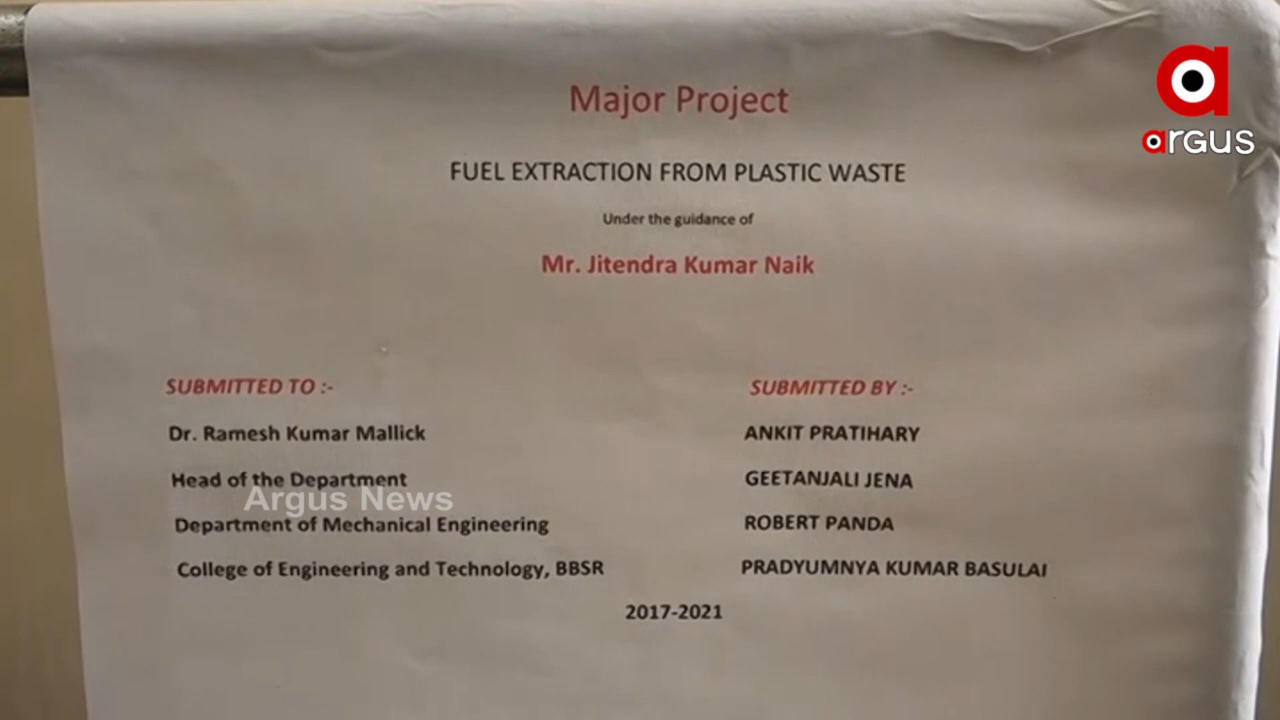 Major Project
FUEL EXTRACTION FROM PLASTIC WASTE
Under the guidance of
Mr. Jitendra Kumar Naik
SUBMITTED TO :-
Dr. Ramesh Kumar Mallick
Head of the Department
Department of Mechanical Engineering
College of Engineering and Technology, BBSR
SUBMITTED BY :-
ANKIT PRATIHARY
GEETANJALI JENA
ROBERT PANDA
PRADYUMNYA KUMAR BASULAI
2017-2021
argus
Argus News